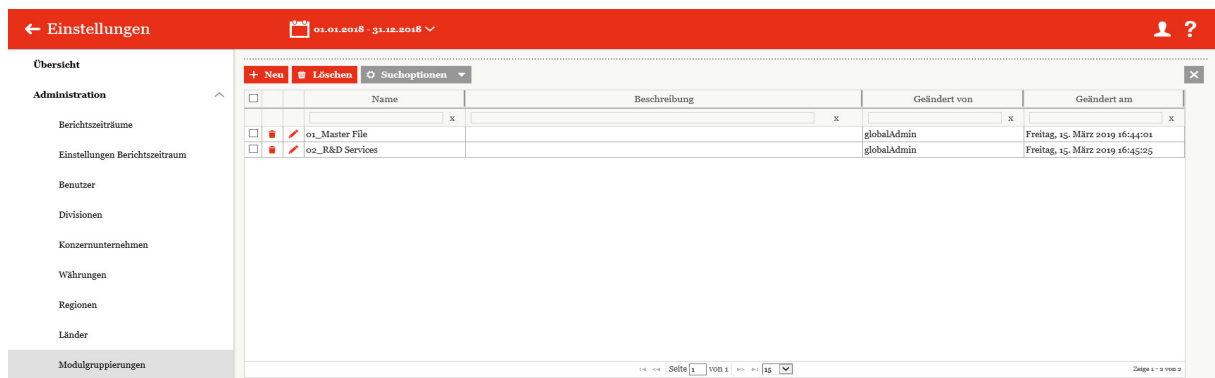 Einstellungen 01.01.2018 - 31.12.2018 ?
Übersicht
Administration
Berichtszeiträume
Einstellungen Berichtszeitraum
Benutzer
Divisionen
Konzernunternehmen
Währungen
Regionen
Länder
Modulgruppierungen
+ Neu Löschen Suchoptionen
Name Beschreibung Geändert von Geändert am
x x x x
01_Master File globalAdmin Freitag, 15. März 2019 16:44:01
02_R&D Services globalAdmin Freitag, 15. März 2019 16:45:25
Seite 1 von 1 15 Zeige 1 - 2 von 2